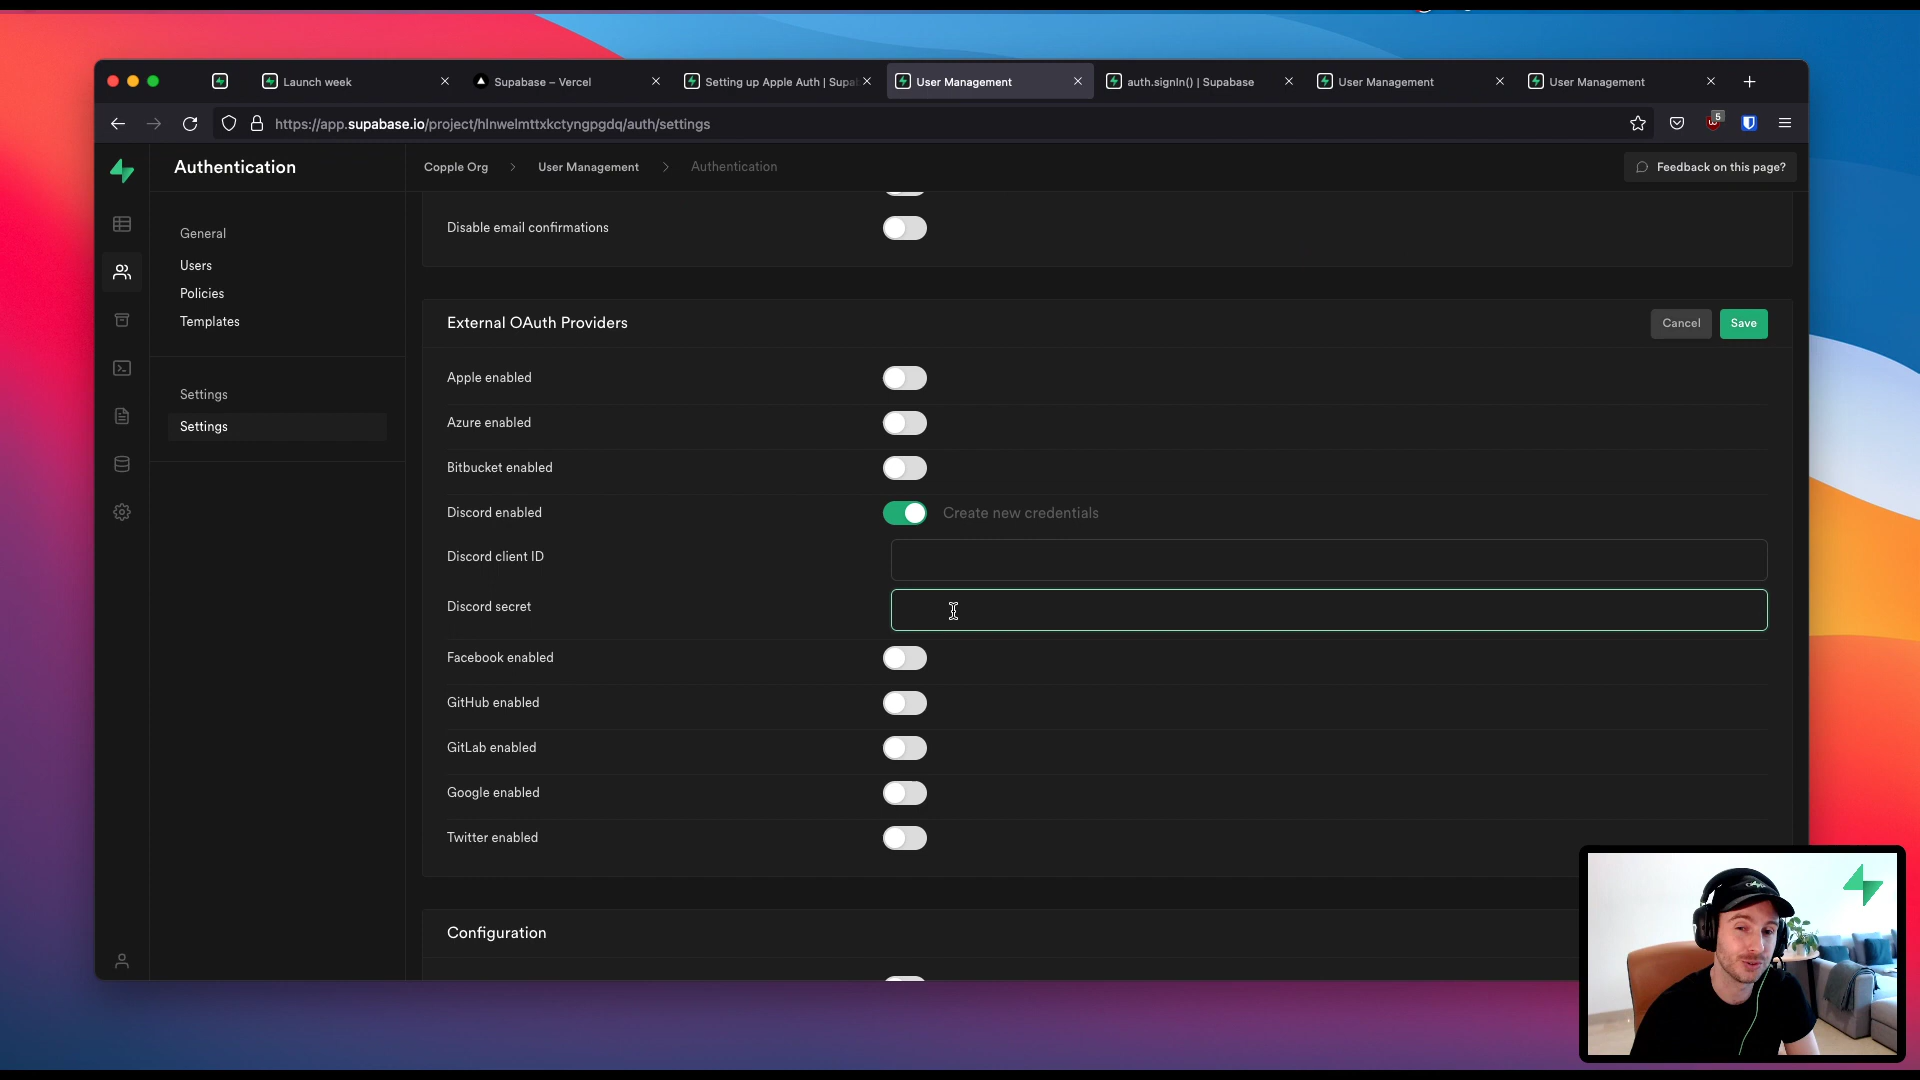 Launch week
Supabase – Vercel
Setting up Apple Auth | Supa
User Management
auth.signIn() | Supabase
User Management
User Management
https://app.supabase.io/project/hlnwelmttxkctyngpgdq/auth/settings
5
Authentication
Copple Org > User Management > Authentication
Feedback on this page?
General
Users
Policies
Templates
Settings
Settings
Disable email confirmations
External OAuth Providers
Cancel
Save
Apple enabled
Azure enabled
Bitbucket enabled
Discord enabled
Create new credentials
Discord client ID
Discord secret
Facebook enabled
GitHub enabled
GitLab enabled
Google enabled
Twitter enabled
Configuration